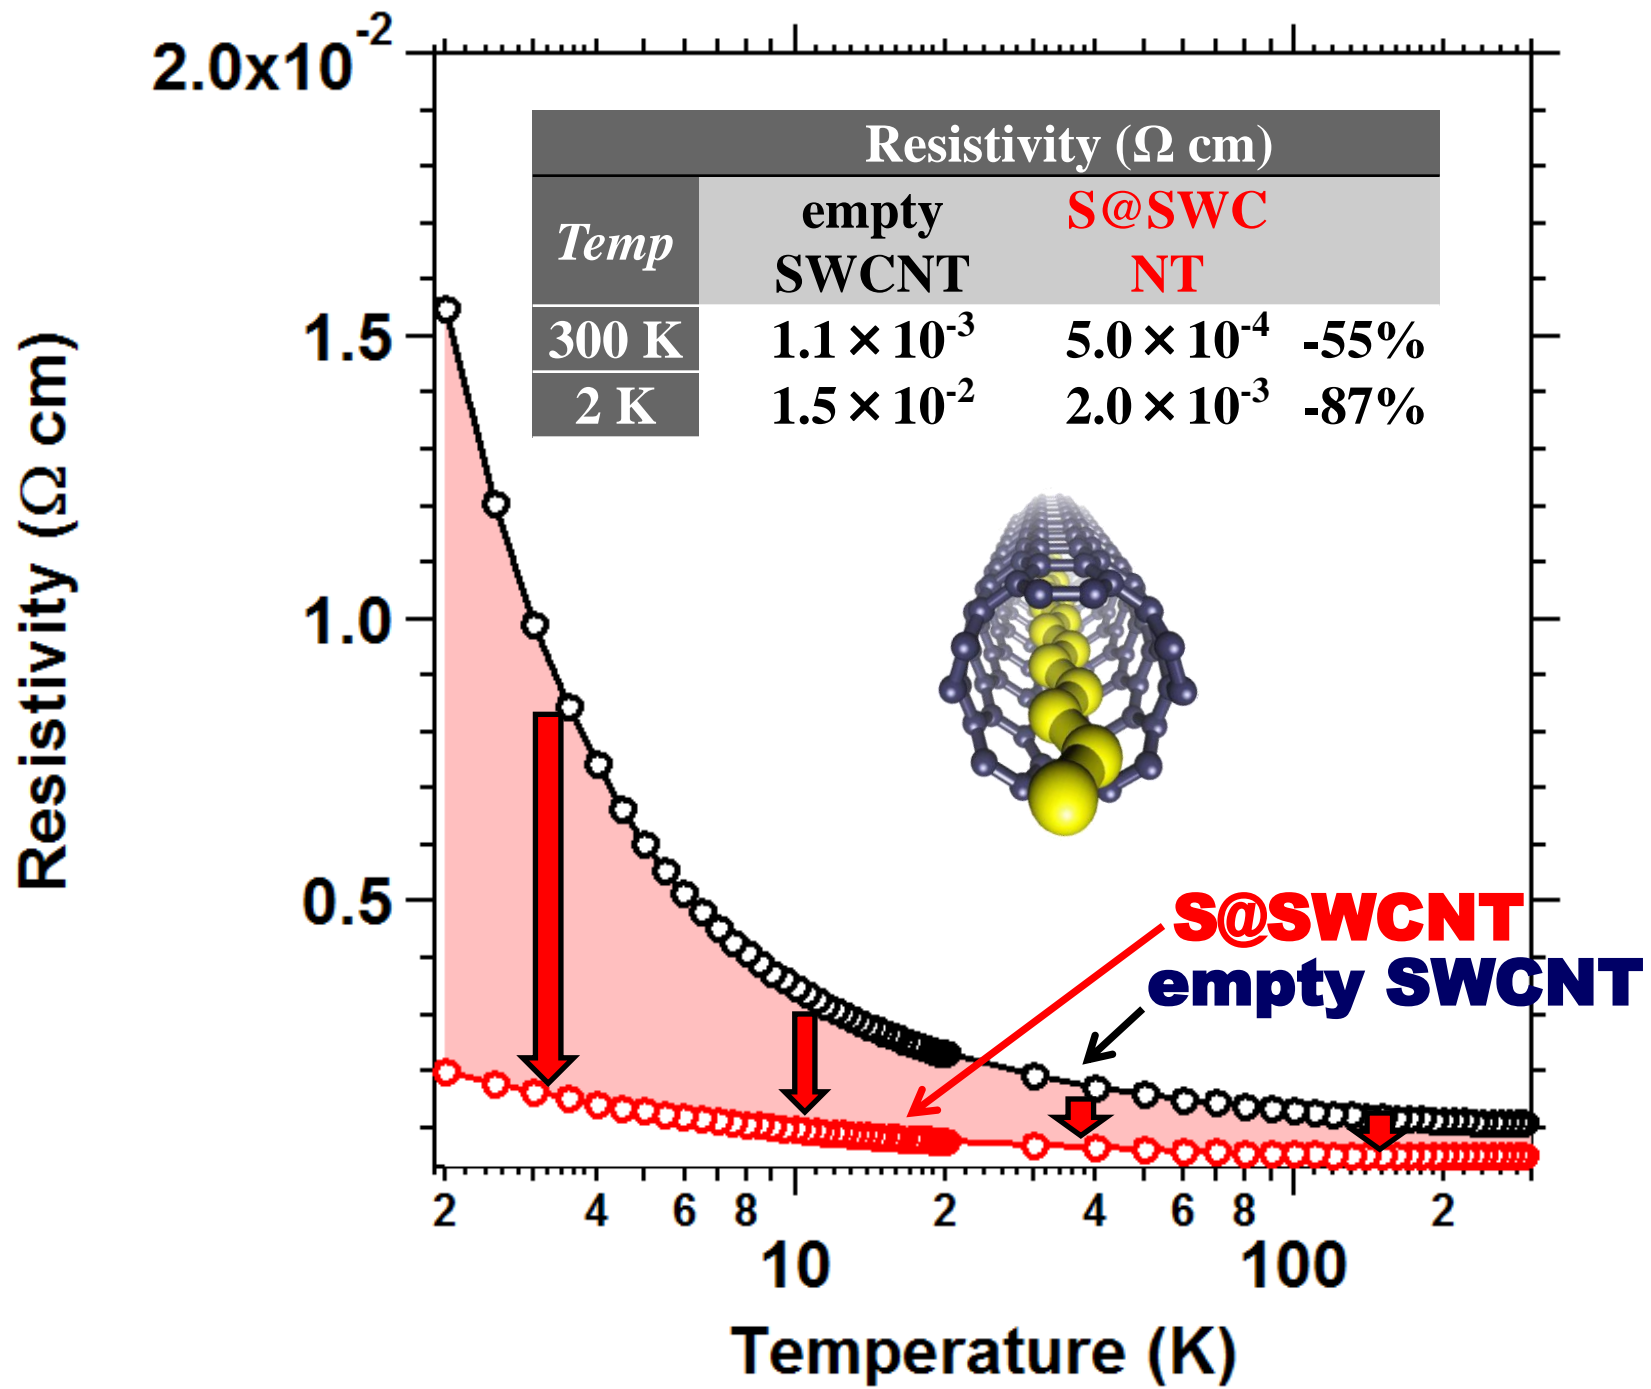 2.0x10-2
Resistivity (Ω cm)
Temp
empty
SWCNT
S@SWC
NT
300 K 1.1 × 10-3 5.0 × 10-4 -55%
2 K 1.5 × 10-2 2.0 × 10-3 -87%
1.5
1.0
0.5
Resistivity (Ω cm)
S@SWCNT
empty SWCNT
2 4 6 8 2 4 6 8 2
10 100
Temperature (K)